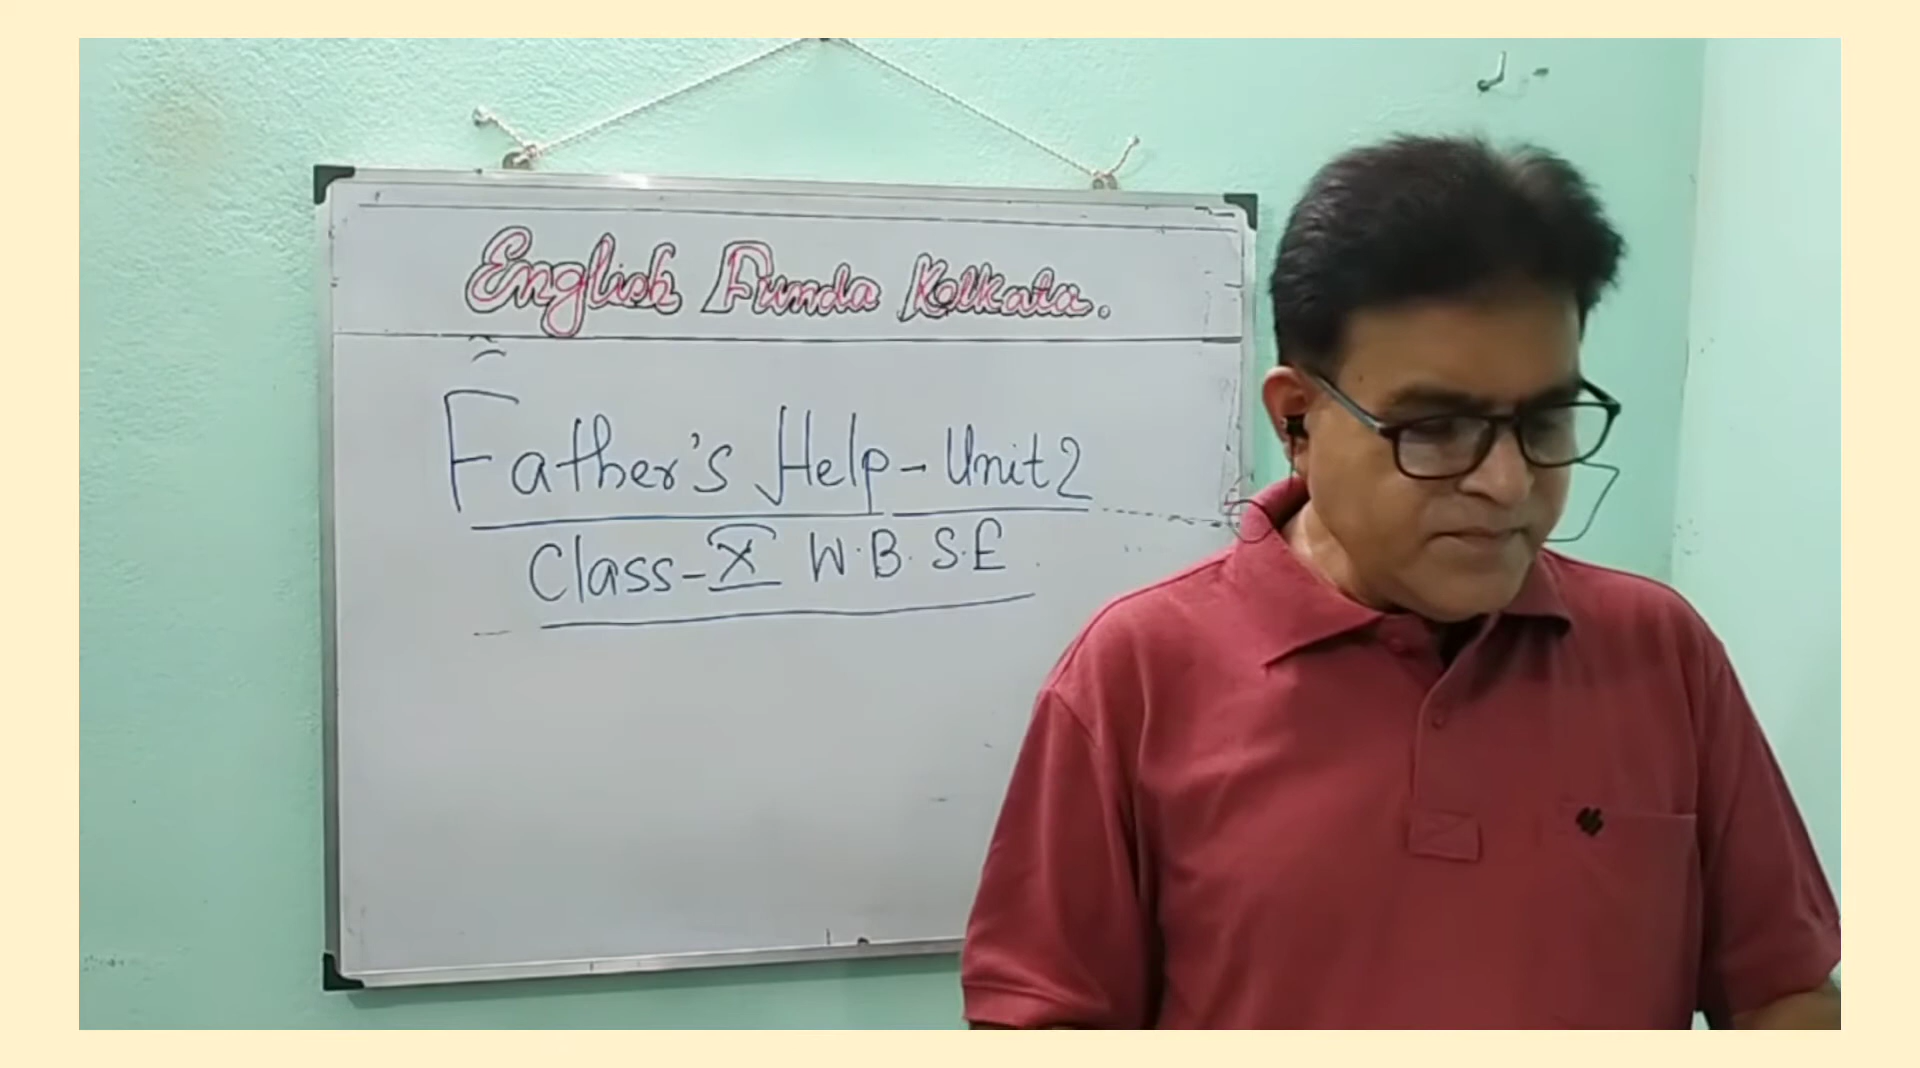 English Funda Kolkata.
Father's Help - Unit 2
Class - X W.B.S.E